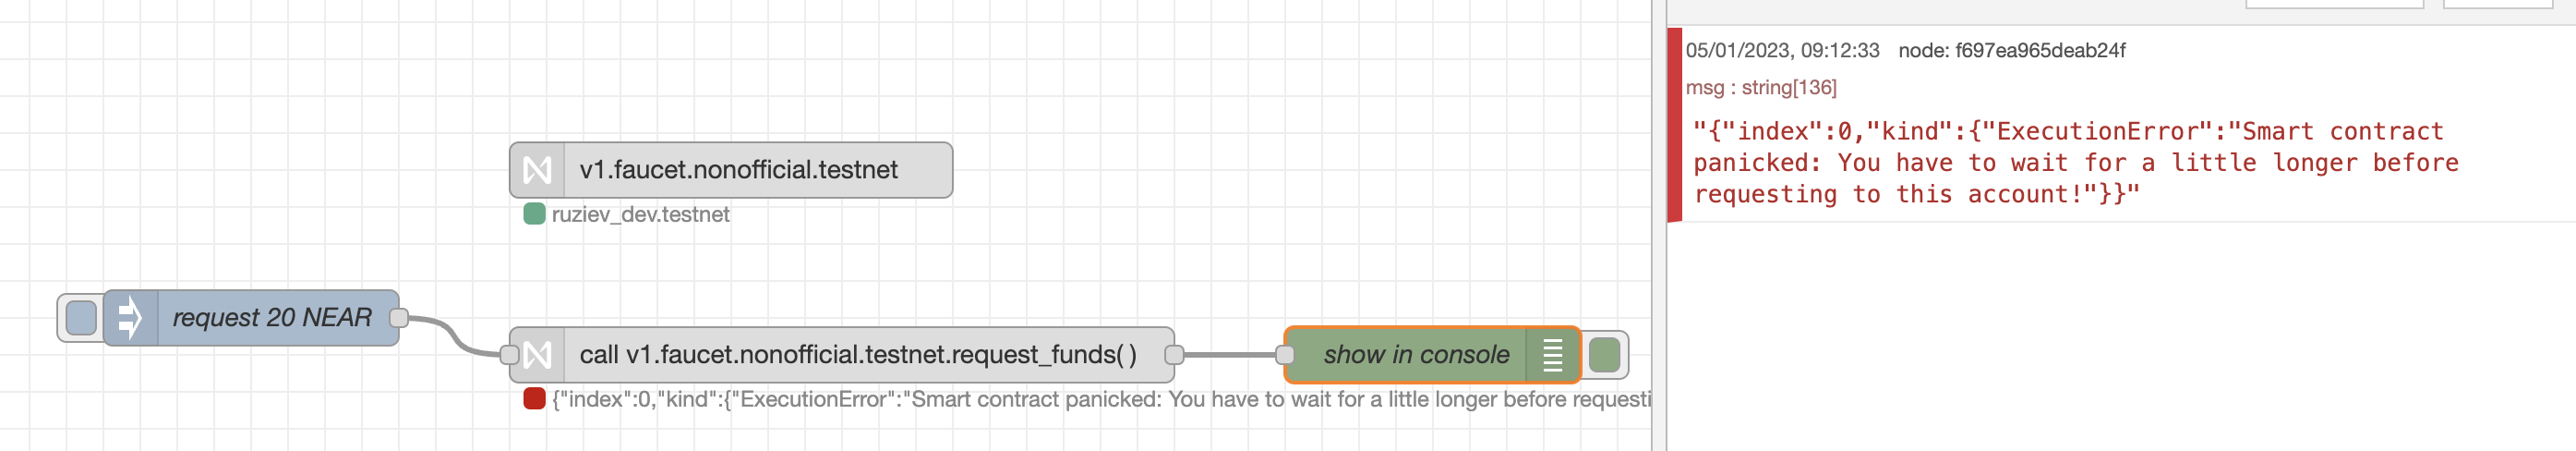 v1.faucet.nonofficial.testnet
ruziev_dev.testnet
request 20 NEAR
call v1.faucet.nonofficial.testnet.request_funds( )
show in console
{"index":0,"kind":{"ExecutionError":"Smart contract panicked: You have to wait for a little longer before requesti
05/01/2023, 09:12:33 node: f697ea965deab24f
msg : string[136]
"{"index":0,"kind":{"ExecutionError":"Smart contract
panicked: You have to wait for a little longer before
requesting to this account!"}}"